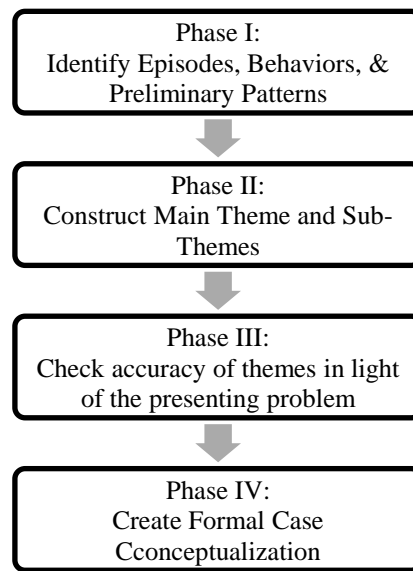 Phase I:
Identify Episodes, Behaviors, &
Preliminary Patterns
Phase II:
Construct Main Theme and Sub-
Themes
Phase III:
Check accuracy of themes in light
of the presenting problem
Phase IV:
Create Formal Case
Cconceptualization